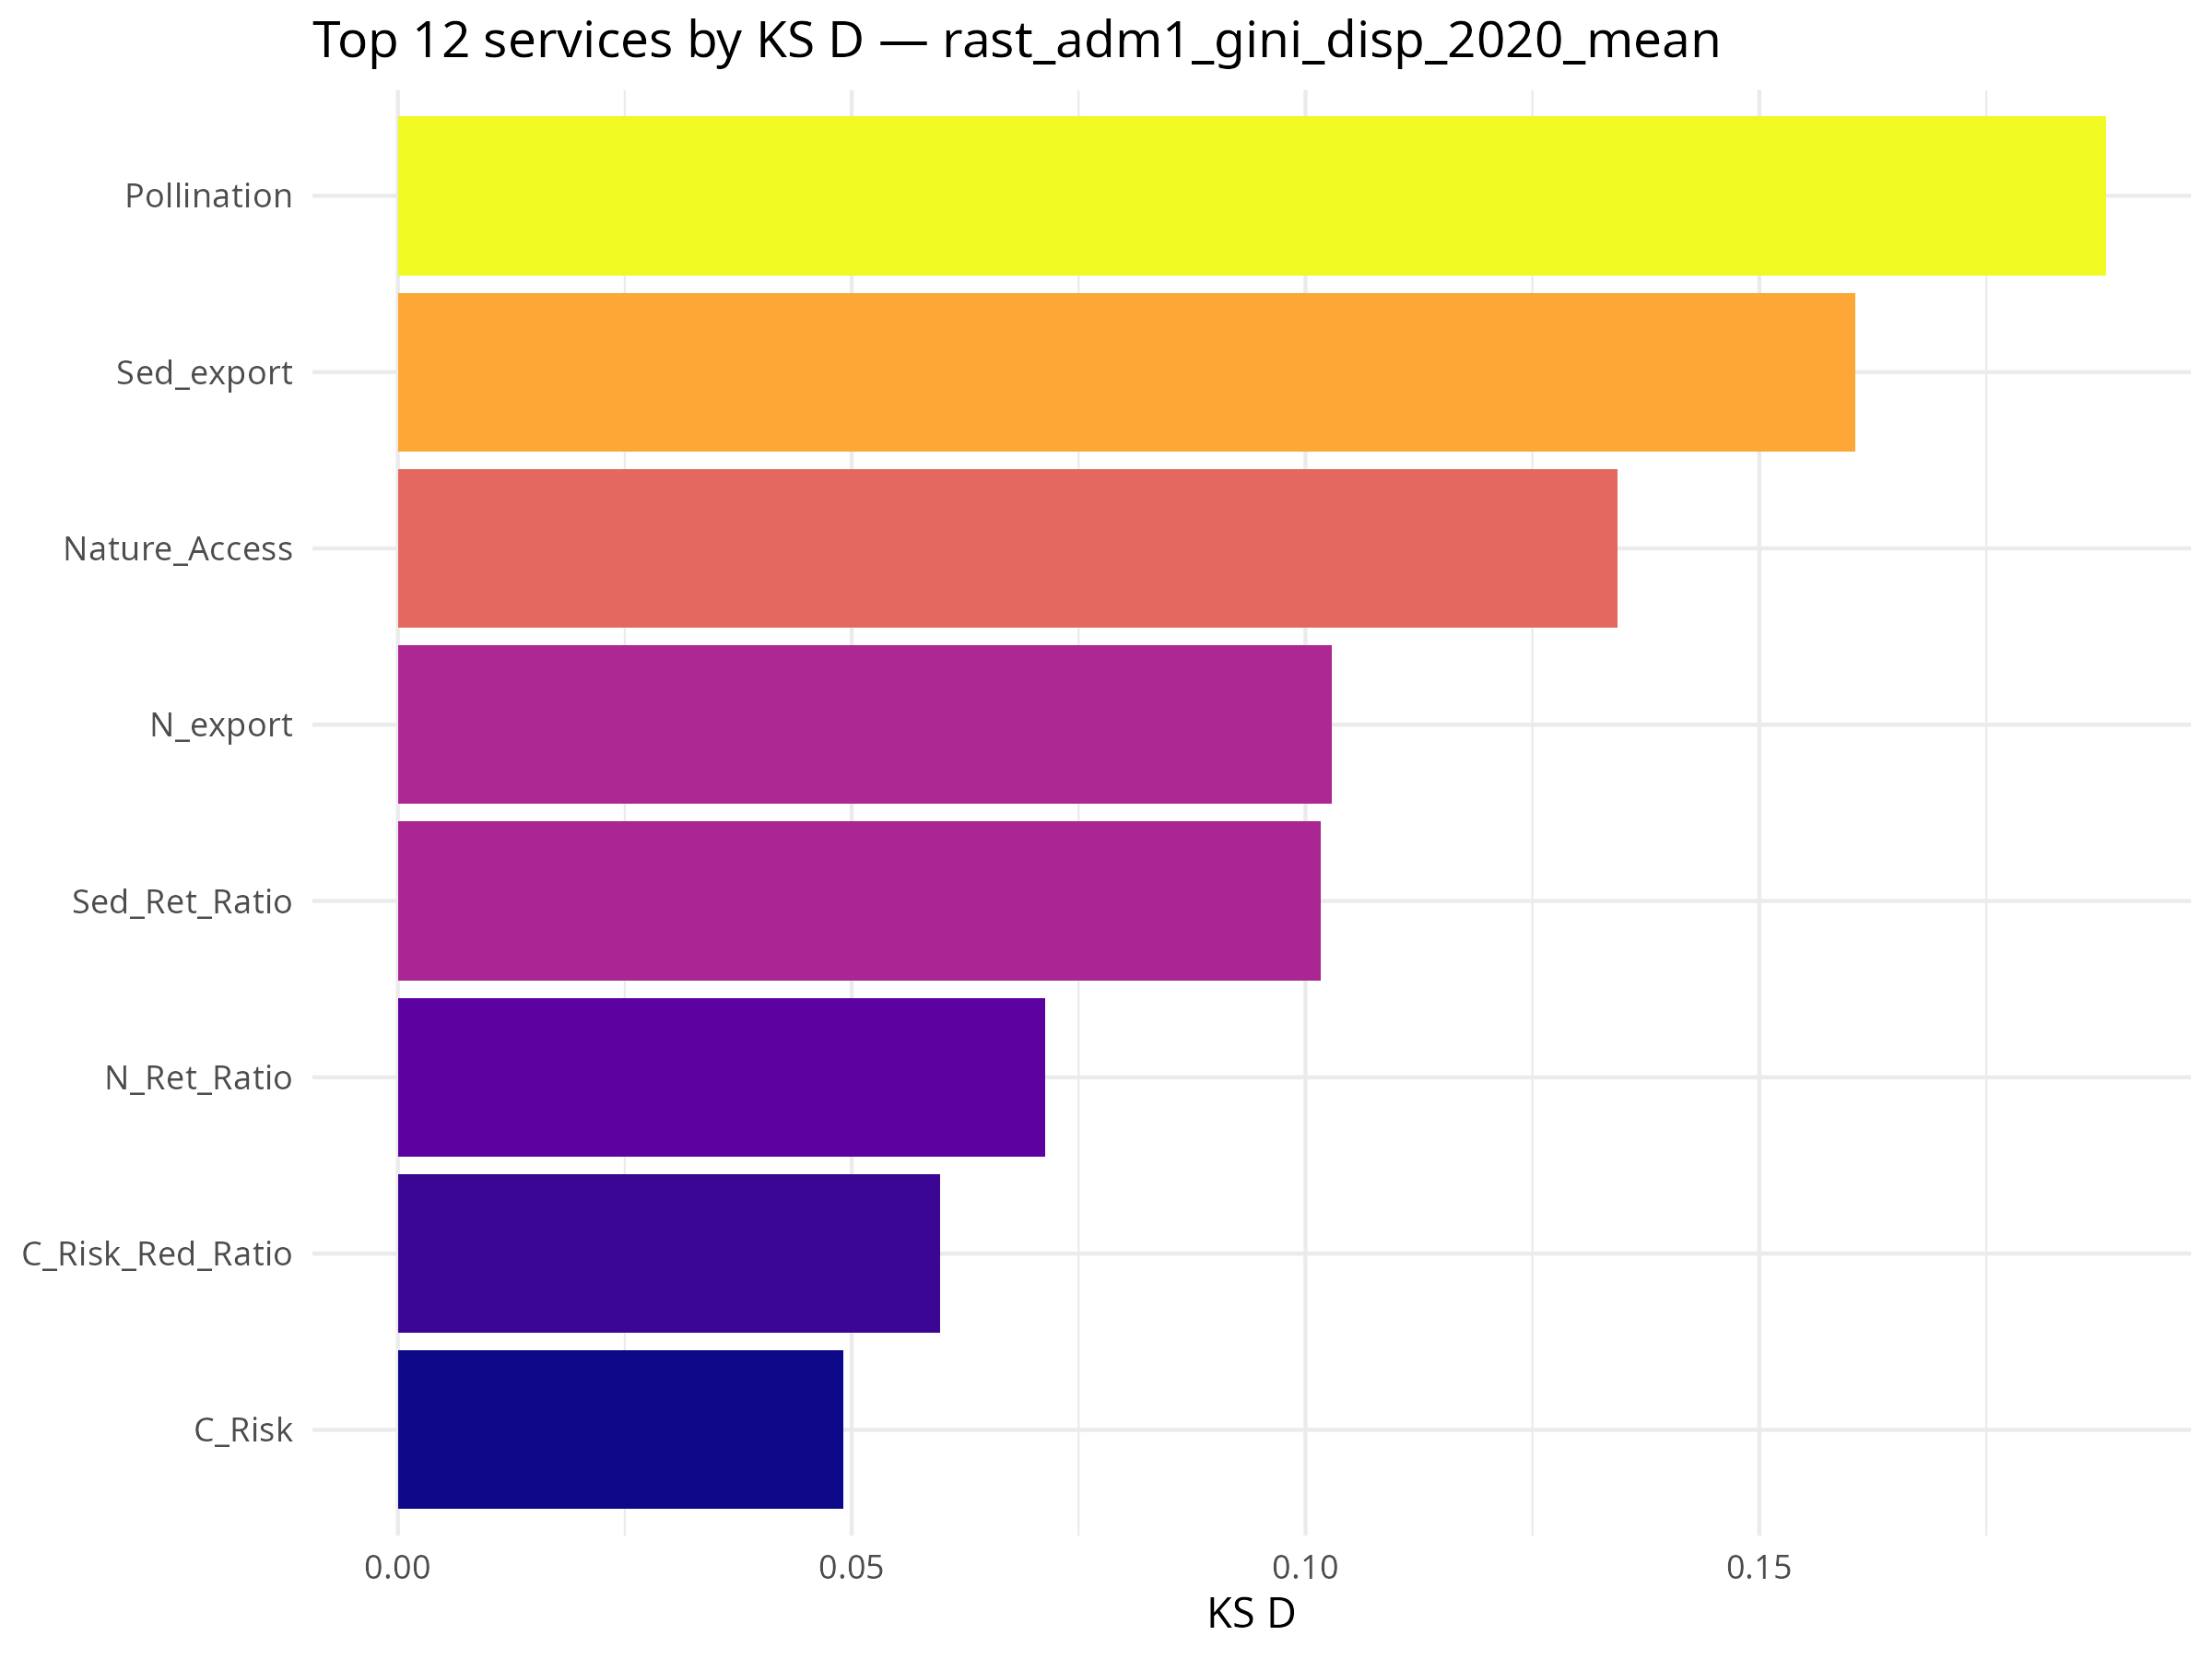 Top 12 services by KS D — rast_adm1_gini_disp_2020_mean
Pollination
Sed_export
Nature_Access
N_export
Sed_Ret_Ratio
N_Ret_Ratio
C_Risk_Red_Ratio
C_Risk
0.00 0.05 0.10 0.15
KS D